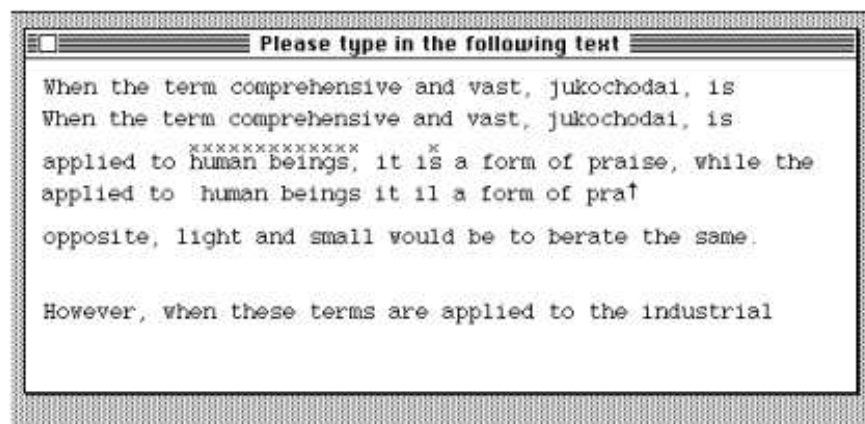 Please type in the following text
When the term comprehensive and vast, jukochodai, is
When the term comprehensive and vast, jukochodai, is
xxxxxxxxxxxxx x
applied to human beings, it is a form of praise, while the
applied to  human beings it il a form of pra↑
opposite, light and small would be to berate the same.
However, when these terms are applied to the industrial